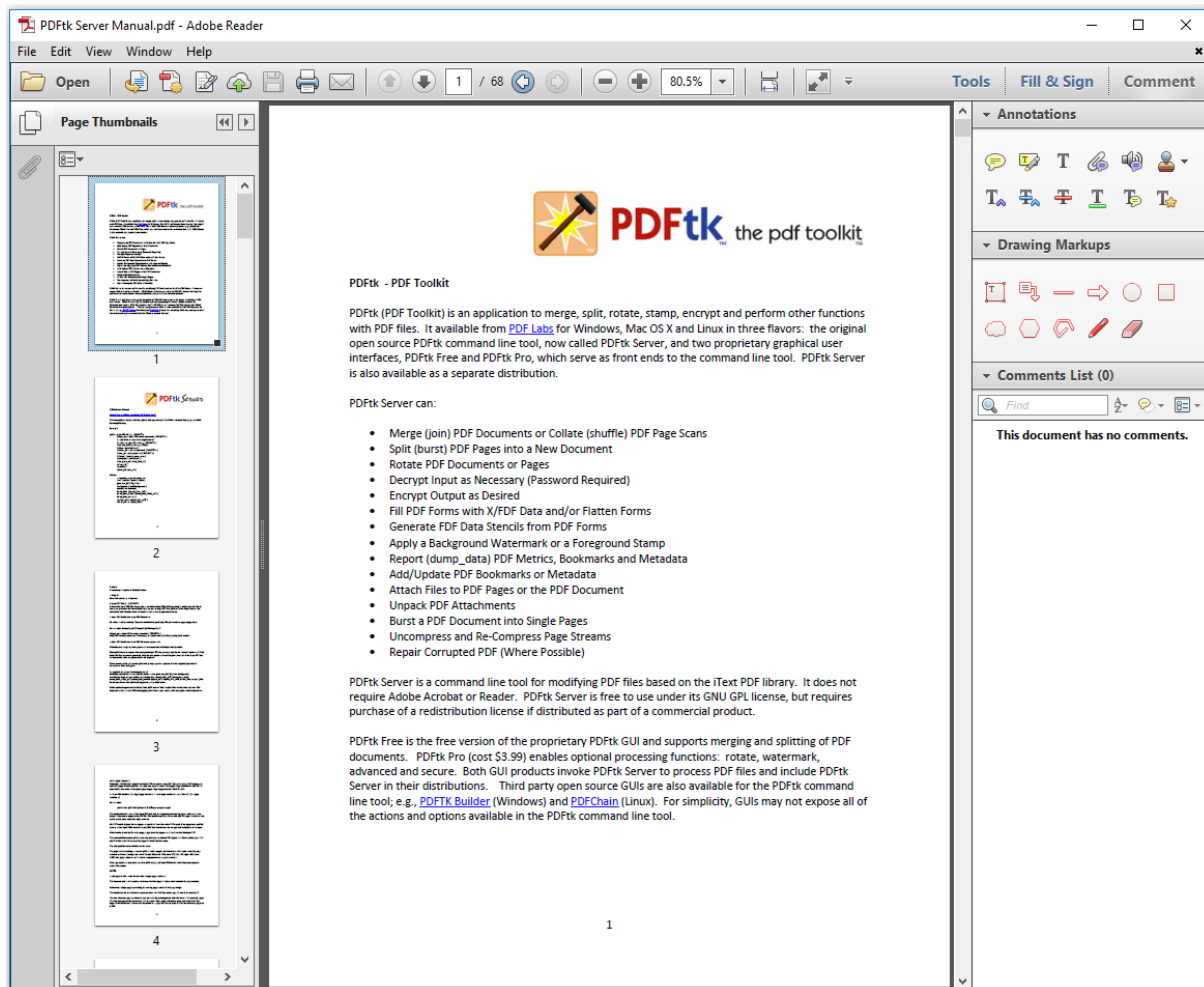 PDFtk Server Manual.pdf - Adobe Reader
File Edit View Window Help
Open 1 / 68 80.5% Tools Fill & Sign Comment
Page Thumbnails
1
2
3
4
PDFtk the pdf toolkit
PDFtk - PDF Toolkit
PDFtk (PDF Toolkit) is an application to merge, split, rotate, stamp, encrypt and perform other functions
with PDF files. It available from PDF Labs for Windows, Mac OS X and Linux in three flavors: the original
open source PDFtk command line tool, now called PDFtk Server, and two proprietary graphical user
interfaces, PDFtk Free and PDFtk Pro, which serve as front ends to the command line tool. PDFtk Server
is also available as a separate distribution.
PDFtk Server can:
• Merge (join) PDF Documents or Collate (shuffle) PDF Page Scans
• Split (burst) PDF Pages into a New Document
• Rotate PDF Documents or Pages
• Decrypt Input as Necessary (Password Required)
• Encrypt Output as Desired
• Fill PDF Forms with X/FDF Data and/or Flatten Forms
• Generate FDF Data Stencils from PDF Forms
• Apply a Background Watermark or a Foreground Stamp
• Report (dump_data) PDF Metrics, Bookmarks and Metadata
• Add/Update PDF Bookmarks or Metadata
• Attach Files to PDF Pages or the PDF Document
• Unpack PDF Attachments
• Burst a PDF Document into Single Pages
• Uncompress and Re-Compress Page Streams
• Repair Corrupted PDF (Where Possible)
PDFtk Server is a command line tool for modifying PDF files based on the iText PDF library. It does not
require Adobe Acrobat or Reader. PDFtk Server is free to use under its GNU GPL license, but requires
purchase of a redistribution license if distributed as part of a commercial product.
PDFtk Free is the free version of the proprietary PDFtk GUI and supports merging and splitting of PDF
documents. PDFtk Pro (cost $3.99) enables optional processing functions: rotate, watermark,
advanced and secure. Both GUI products invoke PDFtk Server to process PDF files and include PDFtk
Server in their distributions. Third party open source GUIs are also available for the PDFtk command
line tool; e.g., PDFTK Builder (Windows) and PDFChain (Linux). For simplicity, GUIs may not expose all of
the actions and options available in the PDFtk command line tool.
1
Annotations
Drawing Markups
Comments List (0)
Find
This document has no comments.